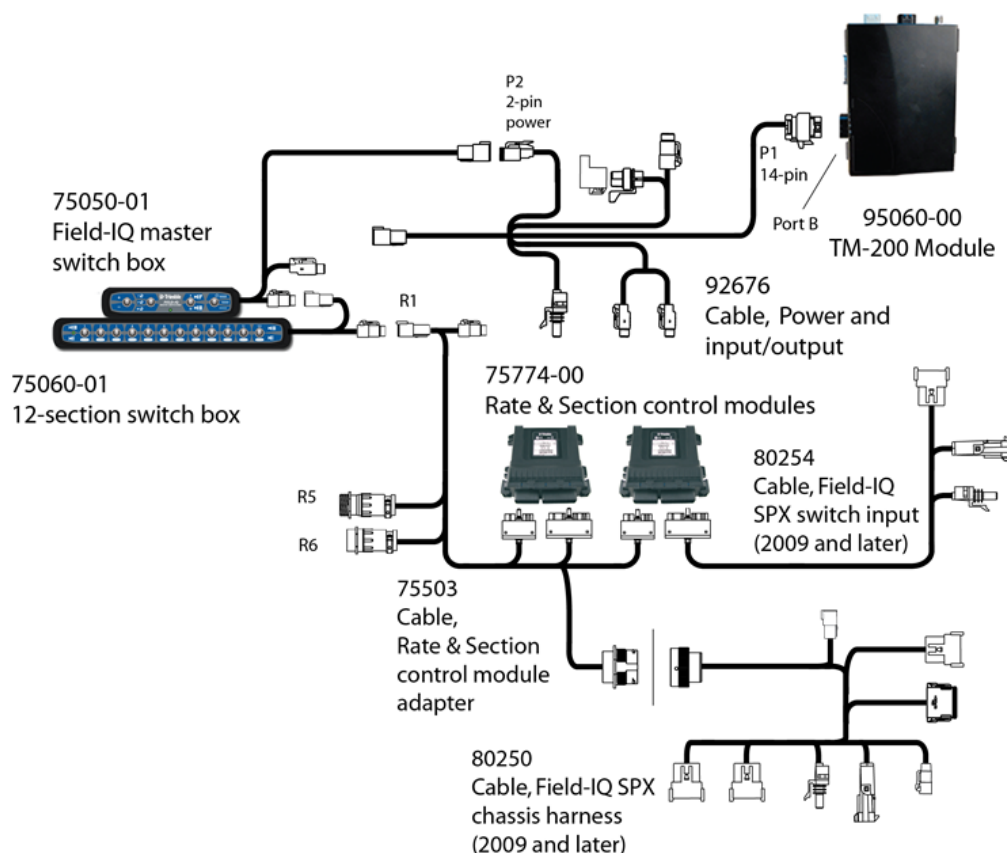 P2
2-pin
power
P1
14-pin
Port B
95060-00
TM-200 Module
75050-01
Field-IQ master
switch box
92676
Cable, Power and
input/output
R1
75060-01
12-section switch box
75774-00
Rate & Section control modules
80254
Cable, Field-IQ
SPX switch input
(2009 and later)
R5
R6
75503
Cable,
Rate & Section
control module
adapter
80250
Cable, Field-IQ SPX
chassis harness
(2009 and later)
Trimble